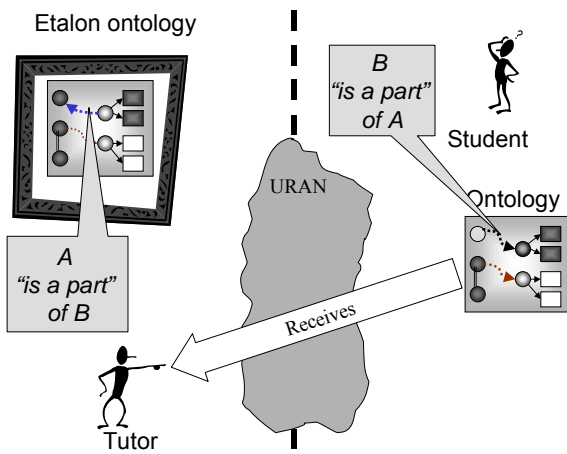 Etalon ontology
B
“is a part”
of A
Student
URAN
Ontology
A
“is a part”
of B
Receives
Tutor
?